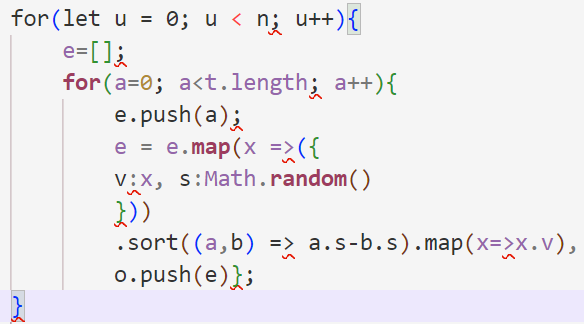 for(let u = 0; u < n; u++){
e=[];
for(a=0; a<t.length; a++){
e.push(a);
e = e.map(x =>({
v:x, s:Math.random()
}))
.sort((a,b) => a.s-b.s).map(x=>x.v),
o.push(e)};
}